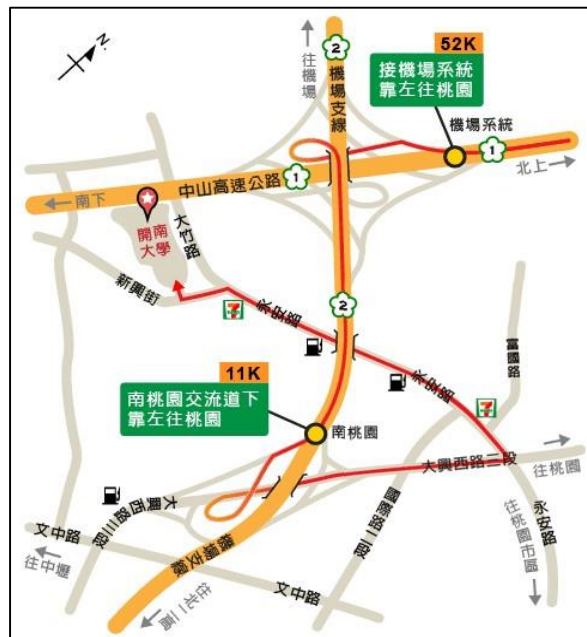 N.
往機場
2
機場支線
52K
接機場系統
靠左往桃園
機場系統
1
北上
1
中山高速公路
南下
開南
大學
大竹路
新興街
7
永安路
2
永安路
富國路
7
11K
南桃園交流道下
靠左往桃園
南桃園
大興西路二段
往桃園
國際路二段
永安路
往桃園市區
大興西路三段
文中路
往中壢
機場支線
往北二高
文中路